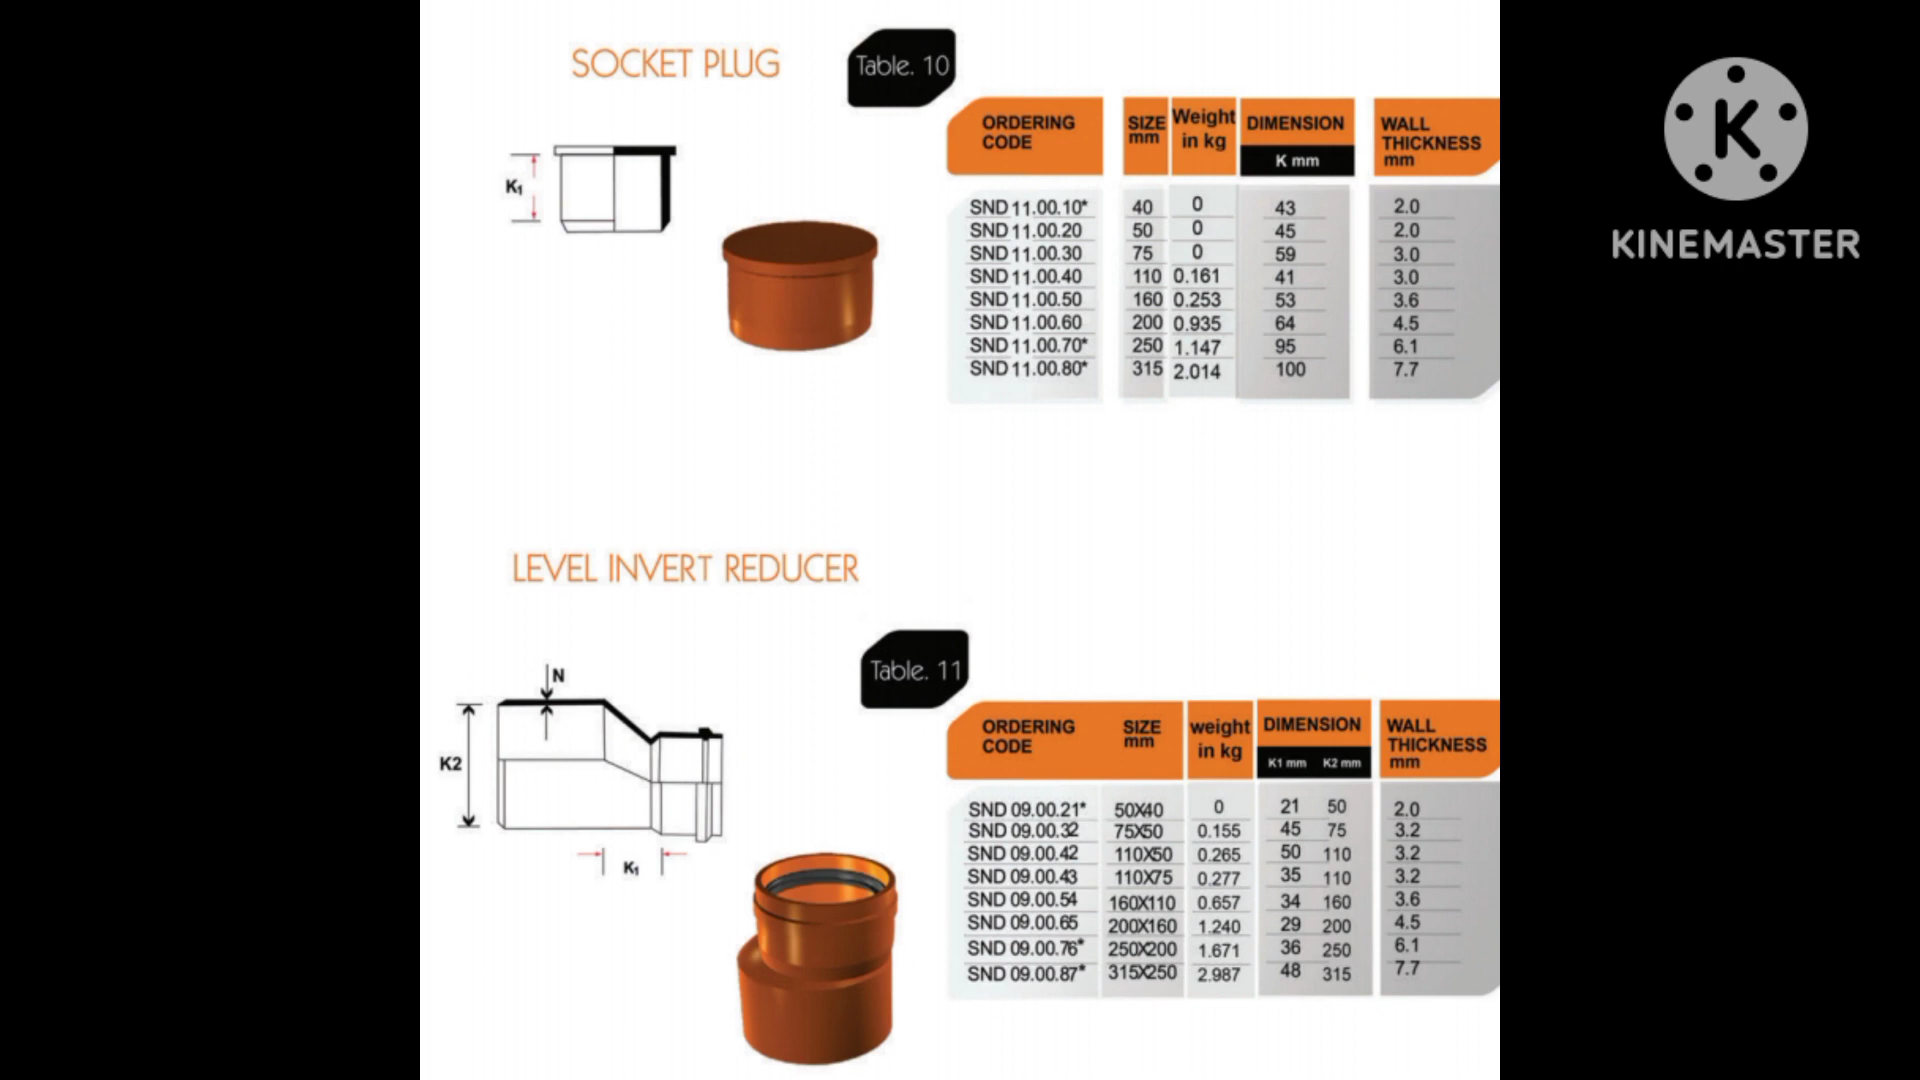 SOCKET PLUG
Table. 10
ORDERING CODE SIZE mm Weight in kg DIMENSION K mm WALL THICKNESS mm
K1
SND 11.00.10* 40 0 43 2.0
SND 11.00.20 50 0 45 2.0
SND 11.00.30 75 0 59 3.0
SND 11.00.40 110 0.161 41 3.0
SND 11.00.50 160 0.253 53 3.6
SND 11.00.60 200 0.935 64 4.5
SND 11.00.70* 250 1.147 95 6.1
SND 11.00.80* 315 2.014 100 7.7
LEVEL INVERT REDUCER
Table. 11
N
K2
K1
ORDERING CODE SIZE mm weight in kg DIMENSION K1 mm K2 mm WALL THICKNESS mm
SND 09.00.21* 50X40 0 21 50 2.0
SND 09.00.32 75X50 0.155 45 75 3.2
SND 09.00.42 110X50 0.265 50 110 3.2
SND 09.00.43 110X75 0.277 35 110 3.2
SND 09.00.54 160X110 0.657 34 160 3.6
SND 09.00.65 200X160 1.240 29 200 4.5
SND 09.00.76* 250X200 1.671 36 250 6.1
SND 09.00.87* 315X250 2.987 48 315 7.7
K
KINEMASTER